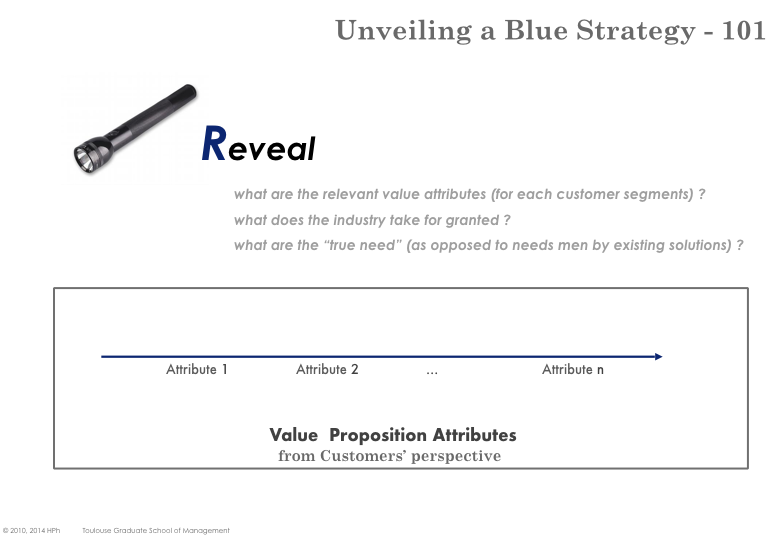 Unveiling a Blue Strategy - 101
Reveal
what are the relevant value attributes (for each customer segments) ?
what does the industry take for granted ?
what are the “true need” (as opposed to needs men by existing solutions) ?
Attribute 1 Attribute 2 ... Attribute n
Value Proposition Attributes
from Customers’ perspective
© 2010, 2014 HPh Toulouse Graduate School of Management